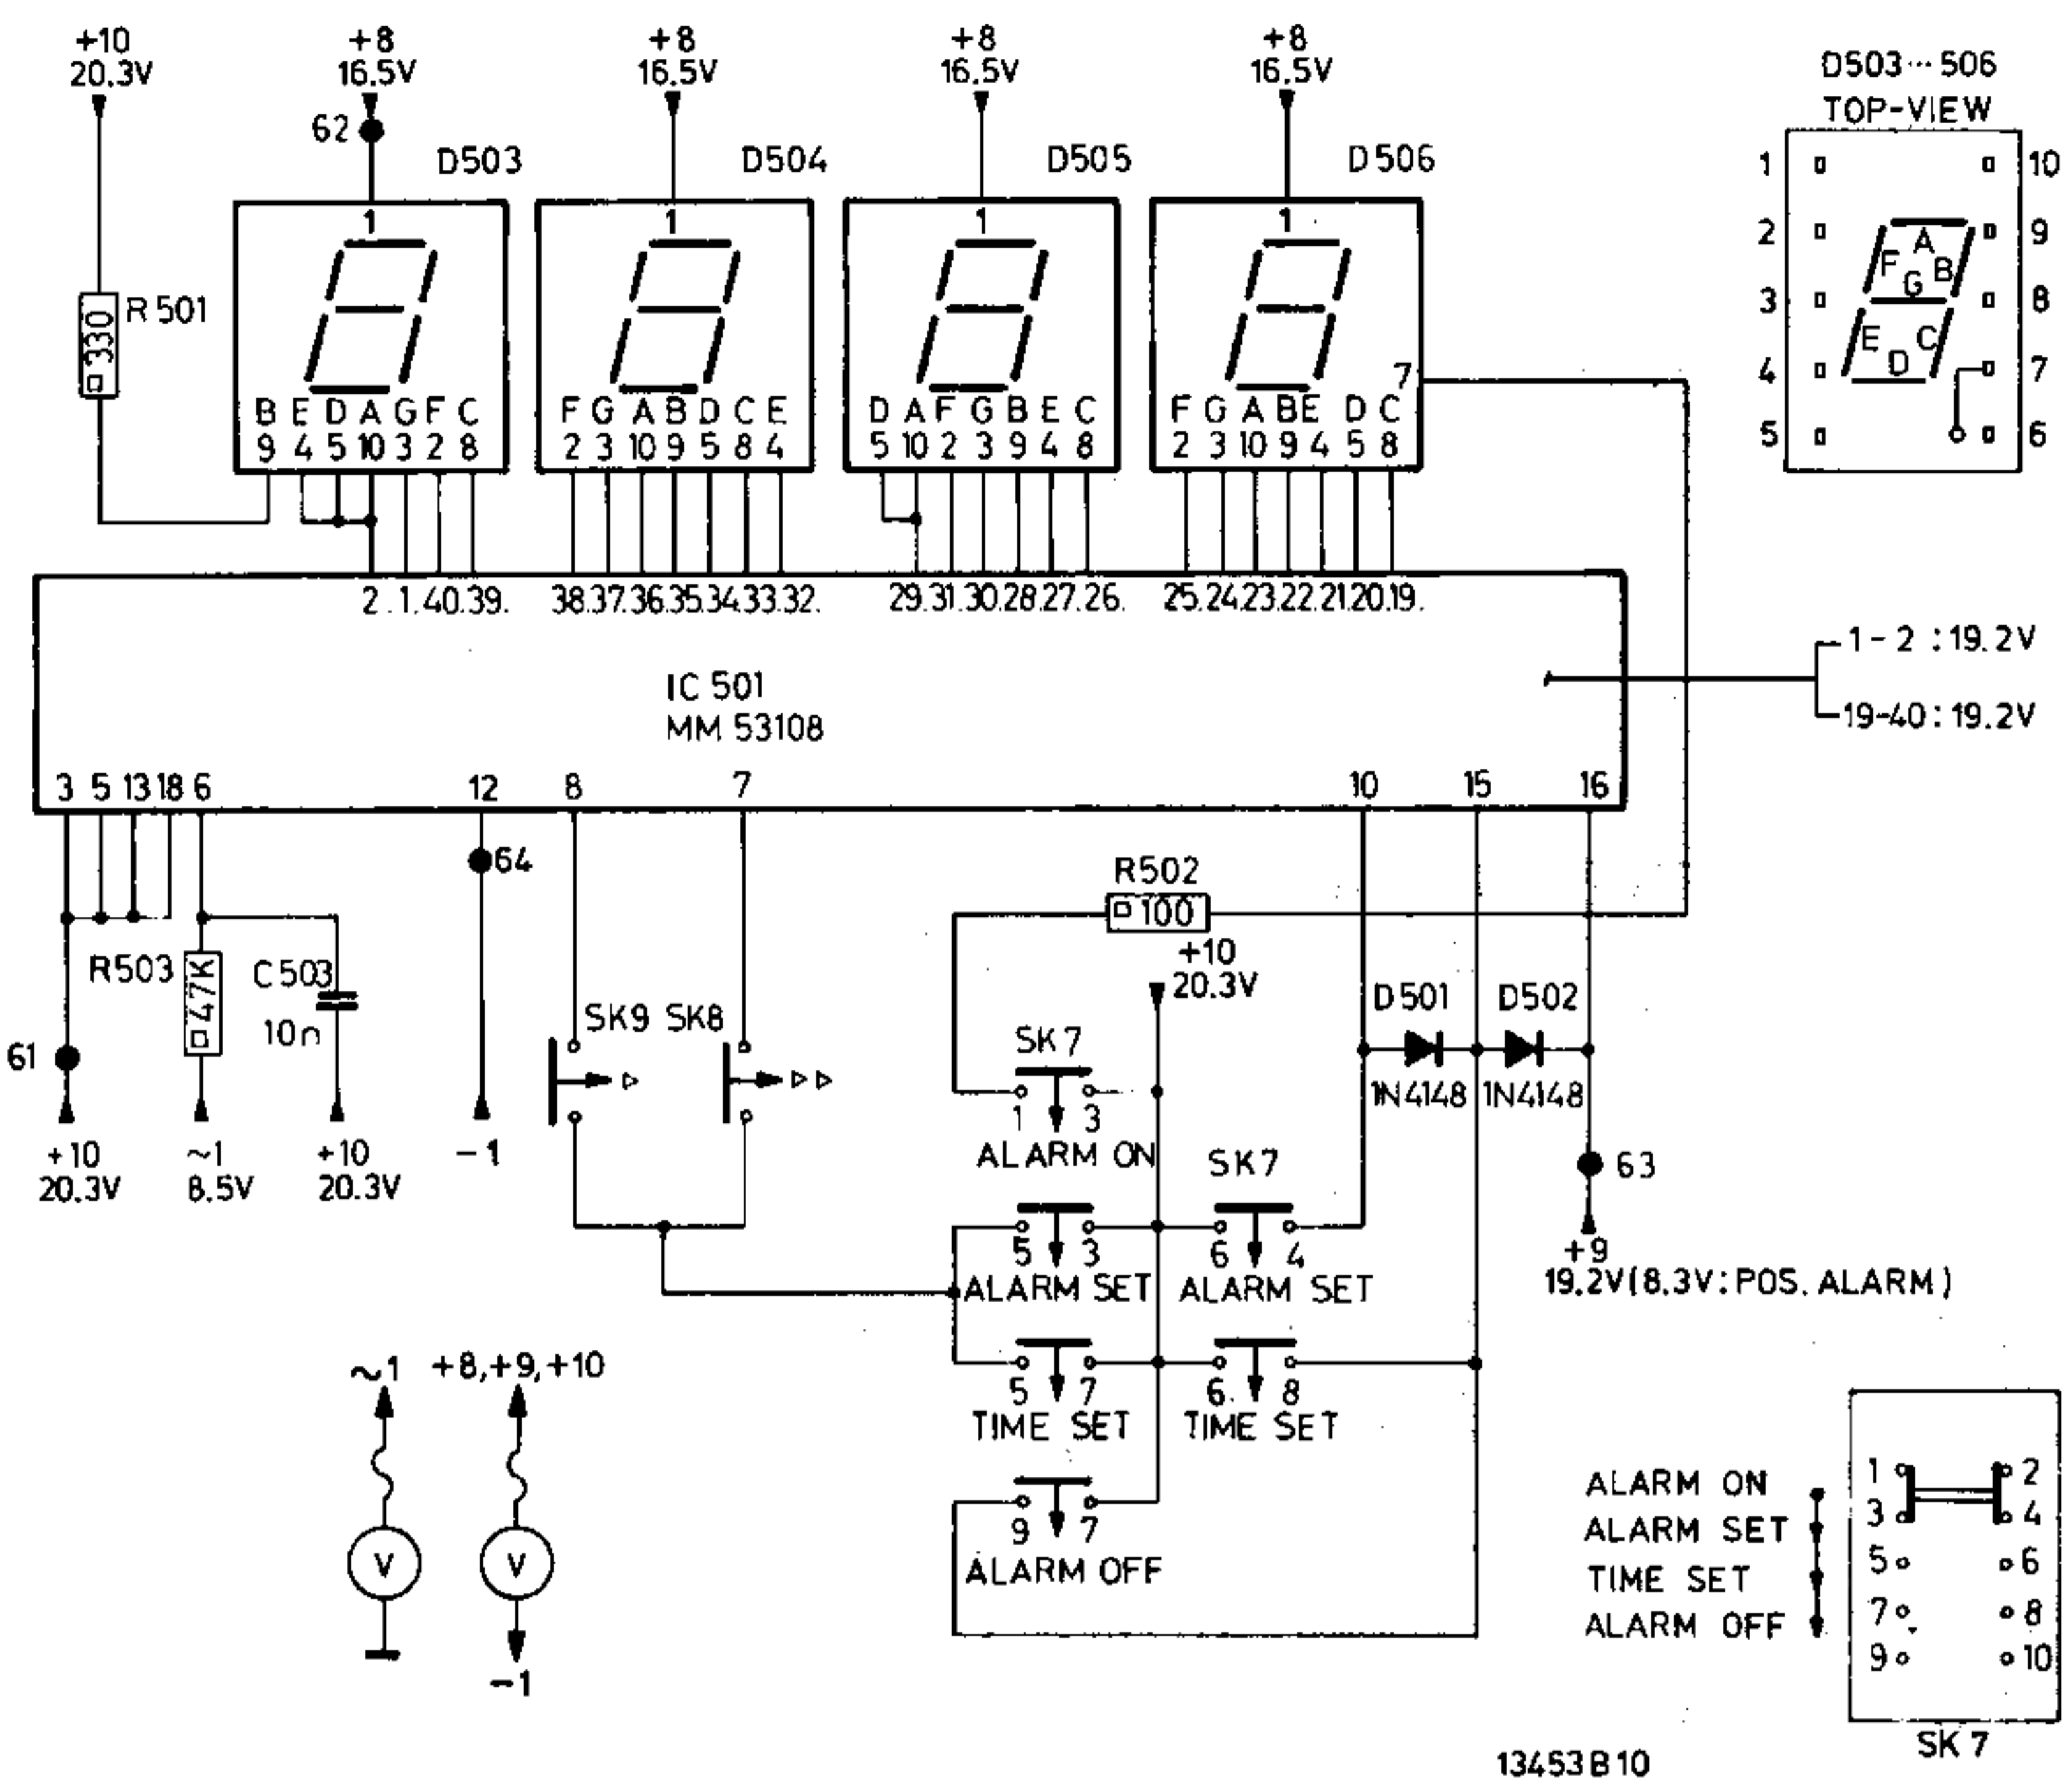 +10 +8 +8 +8 +8
20.3V 16.5V 16.5V 16.5V 16.5V
D503...506
TOP-VIEW
62
D503 D504 D505 D506
1 1 1 1
1 10
2 9
3 8
4 7
5 6
A
F B
G
E C
D
R501
330
7
B E D A G F C
9 4 5 10 3 2 8
F G A B D C E
2 3 10 9 5 8 4
D A F G B E C
5 10 2 3 9 4 8
F G A B E D C
2 3 10 9 4 5 8
2.1.40.39. 38.37.36.35.34.33.32. 29.31.30.28.27.26. 25.24.23.22.21.20.19.
IC 501
MM 53108
1-2 :19.2V
19-40:19.2V
3 5 13 18 6 12 8 7 10 15 16
64
R502
100
R503
47K
C503
10n
+10
20.3V
SK9 SK8
SK7
1 3
ALARM ON
D501 D502
1N4148 1N4148
61
63
+10
20.3V
~1
8.5V
+10
20.3V
-1
SK7
5 3
ALARM SET
6 4
ALARM SET
+9
19.2V(8.3V:POS. ALARM)
5 7
TIME SET
6 8
TIME SET
9 7
ALARM OFF
~1 +8,+9,+10
V V
-1
ALARM ON
ALARM SET
TIME SET
ALARM OFF
1 2
3 4
5 6
7 8
9 10
SK7
13453B10